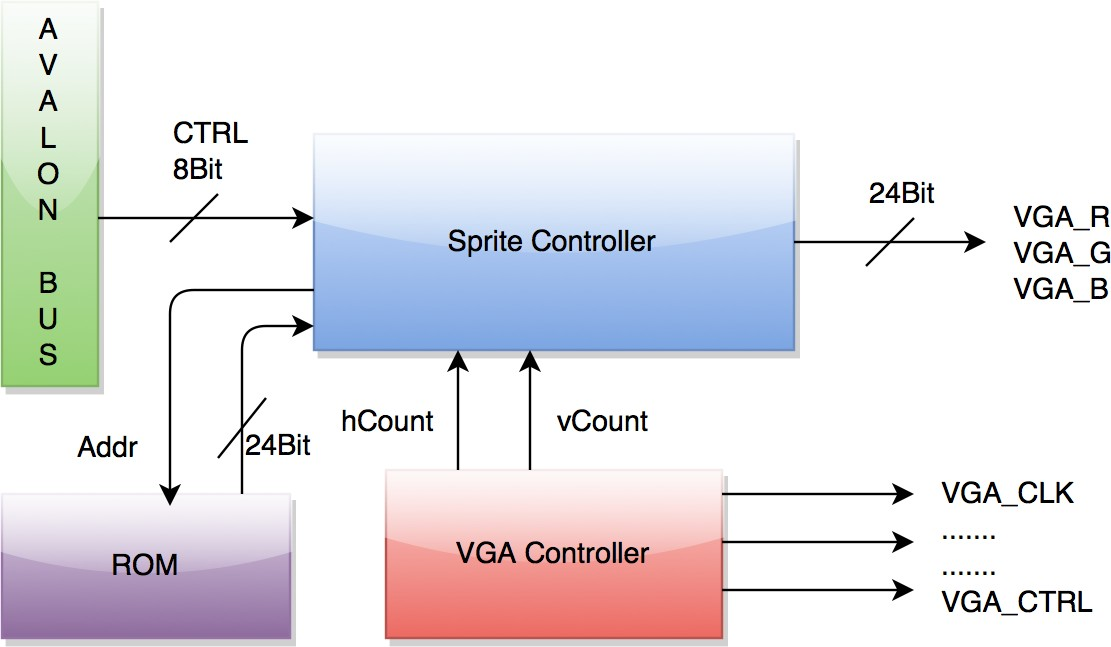 A
V
A
L
O
N
B
U
S
CTRL
8Bit
Sprite Controller
24Bit
VGA_R
VGA_G
VGA_B
Addr
24Bit
hCount
vCount
ROM
VGA Controller
VGA_CLK
.......
.......
VGA_CTRL